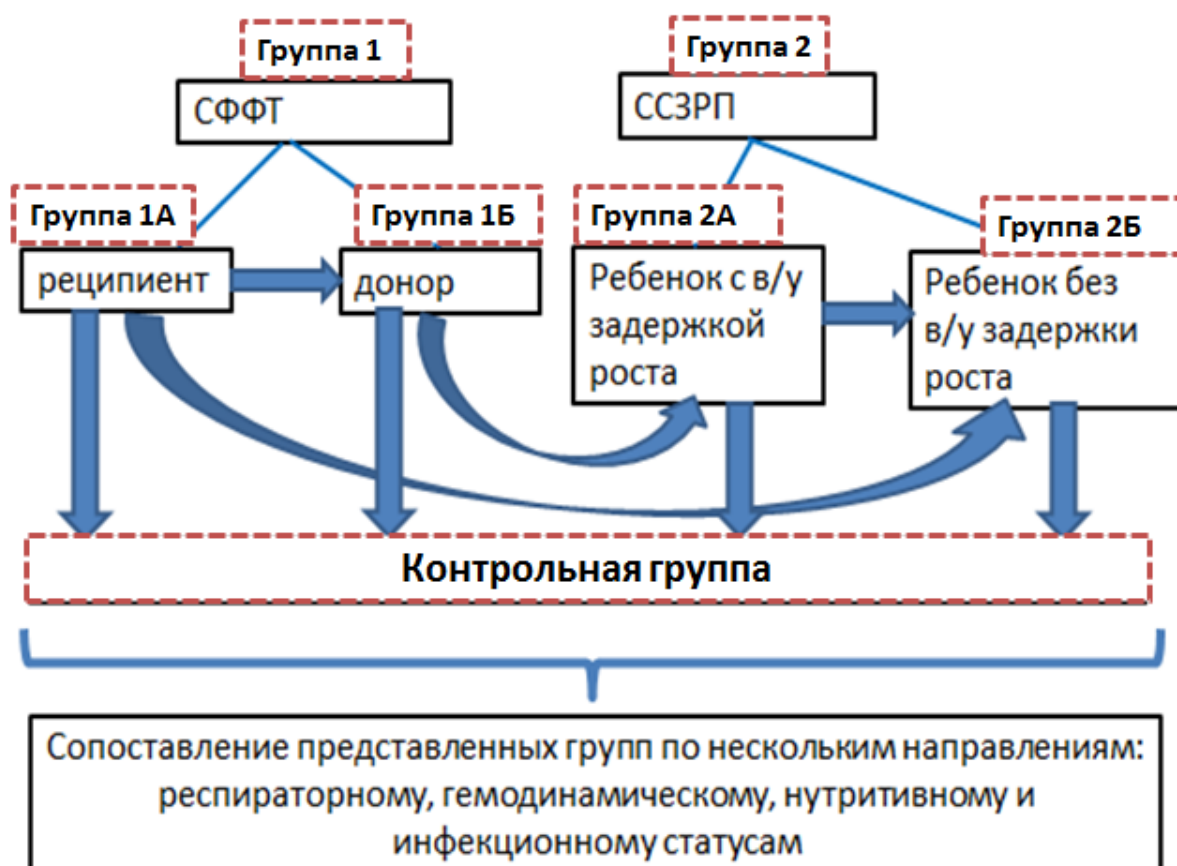 Группа 1
Группа 2
СФФТ
ССЗРП
Группа 1А
Группа 1Б
Группа 2А
Группа 2Б
реципиент
донор
Ребенок с в/у
задержкой
роста
Ребенок без
в/у задержки
роста
Контрольная группа
Сопоставление представленных групп по нескольким направлениям:
респираторному, гемодинамическому, нутритивному и
инфекционному статусам